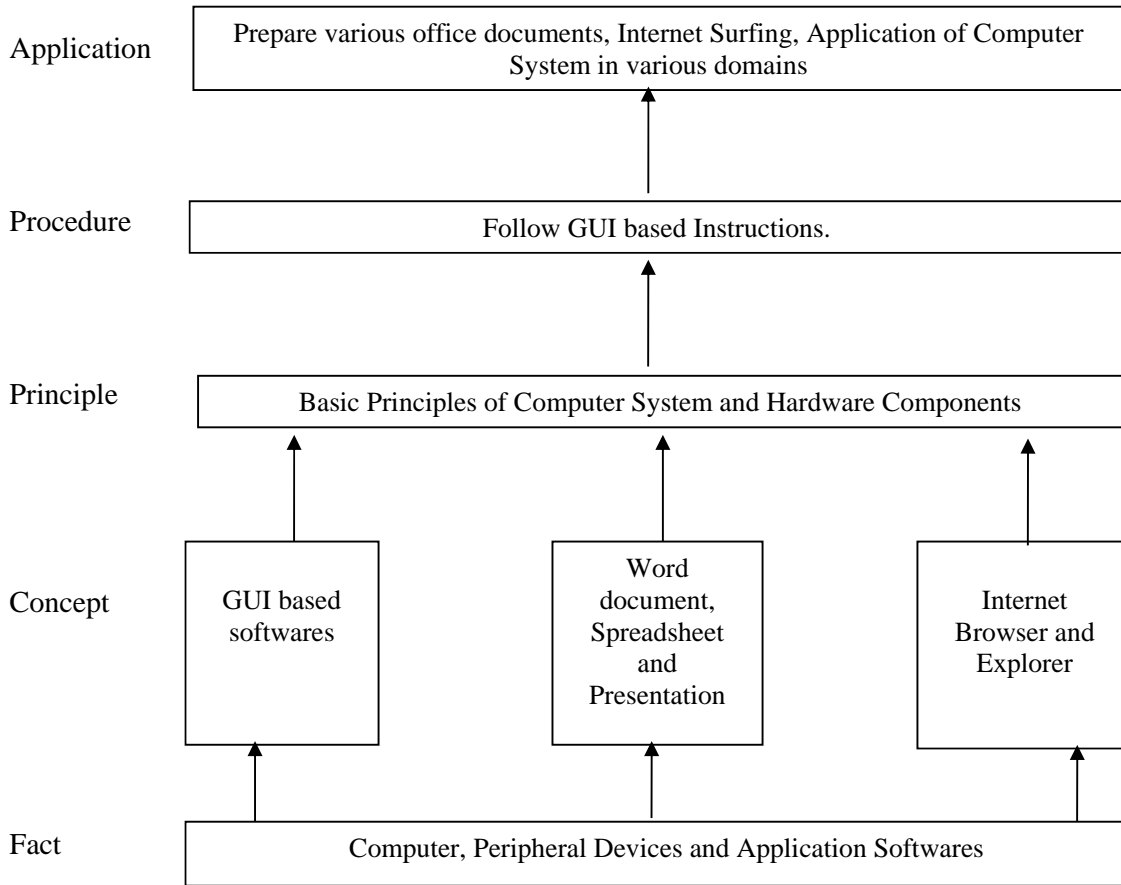 Application
Prepare various office documents, Internet Surfing, Application of Computer
System in various domains
Procedure
Follow GUI based Instructions.
Principle
Basic Principles of Computer System and Hardware Components
Concept
GUI based
softwares
Word
document,
Spreadsheet
and
Presentation
Internet
Browser and
Explorer
Fact
Computer, Peripheral Devices and Application Softwares